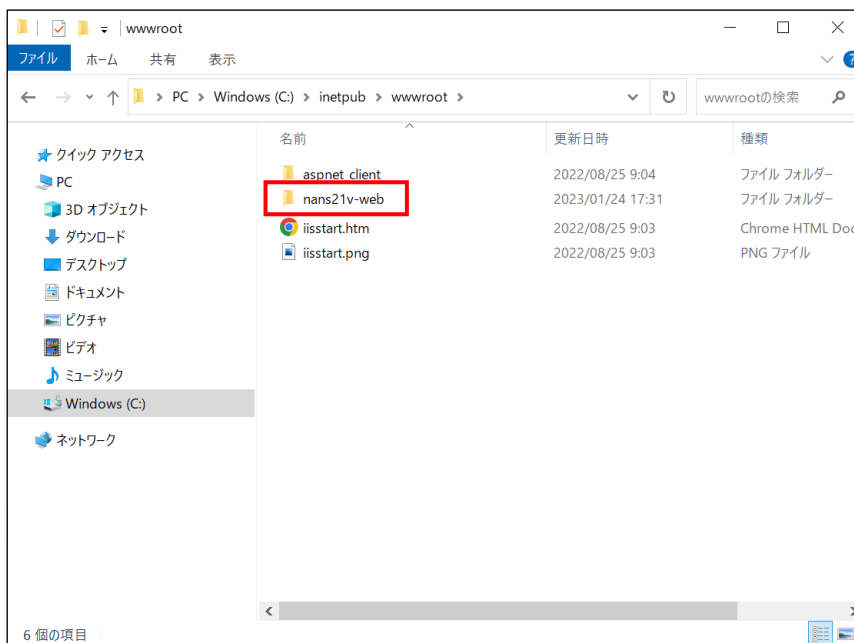 wwwroot
ファイル ホーム 共有 表示
PC Windows (C:) inetpub wwwroot wwwrootの検索
名前 更新日時 種類
クイック アクセス
PC
3D オブジェクト
ダウンロード
デスクトップ
ドキュメント
ピクチャ
ビデオ
ミュージック
Windows (C:)
ネットワーク
aspnet_client 2022/08/25 9:04 ファイル フォルダー
nans21v-web 2023/01/24 17:31 ファイル フォルダー
iisstart.htm 2022/08/25 9:03 Chrome HTML Doc
iisstart.png 2022/08/25 9:03 PNG ファイル
6 個の項目